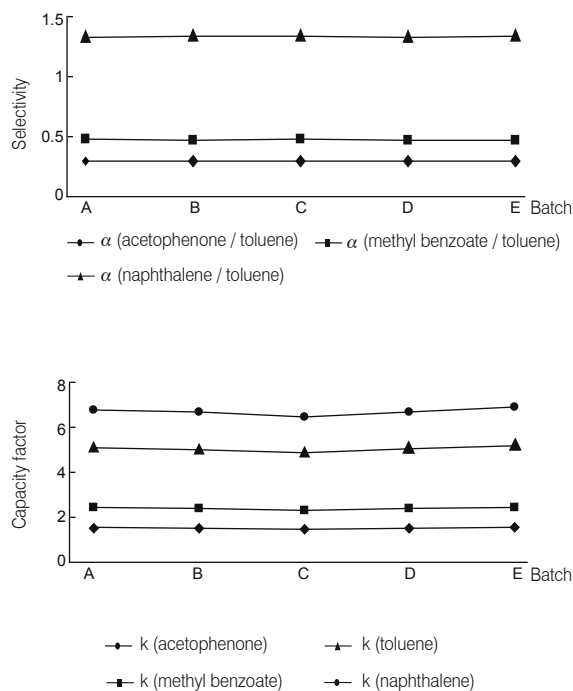 1.5
1
0.5
0
Selectivity
A B C D E Batch
α (acetophenone / toluene) α (methyl benzoate / toluene)
α (naphthalene / toluene)
8
6
4
2
0
Capacity factor
A B C D E Batch
k (acetophenone) k (toluene)
k (methyl benzoate) k (naphthalene)